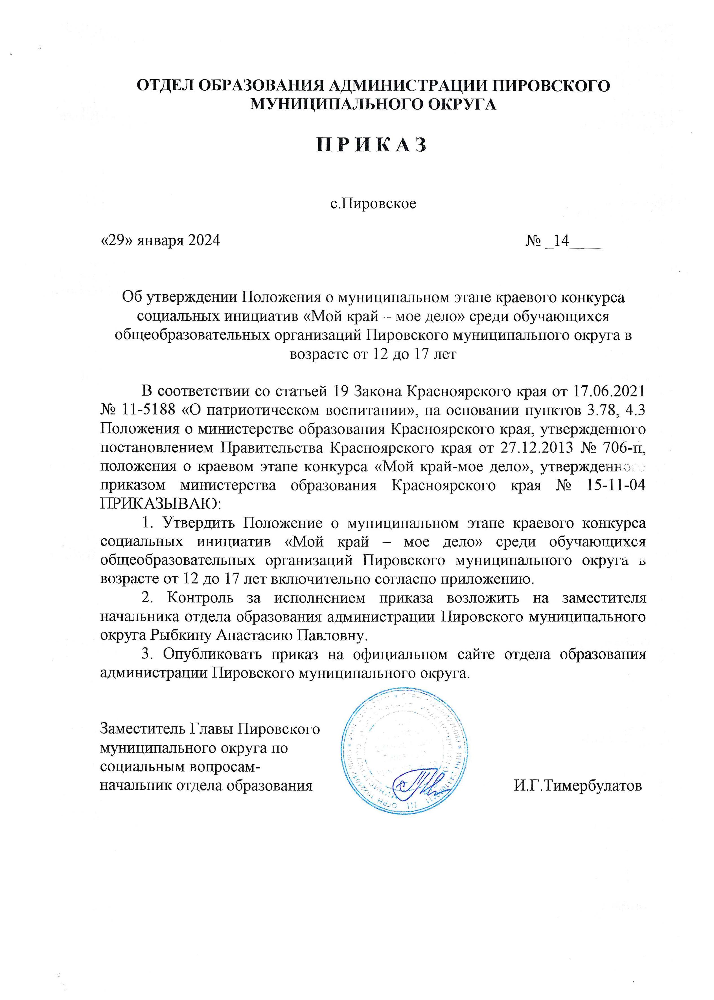 ОТДЕЛ ОБРАЗОВАНИЯ АДМИНИСТРАЦИИ ПИРОВСКОГО
МУНИЦИПАЛЬНОГО ОКРУГА
П Р И К А З
с.Пировское
«29» января 2024 № _14____
Об утверждении Положения о муниципальном этапе краевого конкурса
социальных инициатив «Мой край – мое дело» среди обучающихся
общеобразовательных организаций Пировского муниципального округа в
возрасте от 12 до 17 лет
В соответствии со статьей 19 Закона Красноярского края от 17.06.2021
№ 11-5188 «О патриотическом воспитании», на основании пунктов 3.78, 4.3
Положения о министерстве образования Красноярского края, утвержденного
постановлением Правительства Красноярского края от 27.12.2013 № 706-п,
положения о краевом этапе конкурса «Мой край-мое дело», утвержденного
приказом министерства образования Красноярского края № 15-11-04
ПРИКАЗЫВАЮ:
1. Утвердить Положение о муниципальном этапе краевого конкурса
социальных инициатив «Мой край – мое дело» среди обучающихся
общеобразовательных организаций Пировского муниципального округа в
возрасте от 12 до 17 лет включительно согласно приложению.
2. Контроль за исполнением приказа возложить на заместителя
начальника отдела образования администрации Пировского муниципального
округа Рыбкину Анастасию Павловну.
3. Опубликовать приказ на официальном сайте отдела образования
администрации Пировского муниципального округа.
Заместитель Главы Пировского
муниципального округа по
социальным вопросам-
начальник отдела образования И.Г.Тимербулатов
ОГРН
ИНН